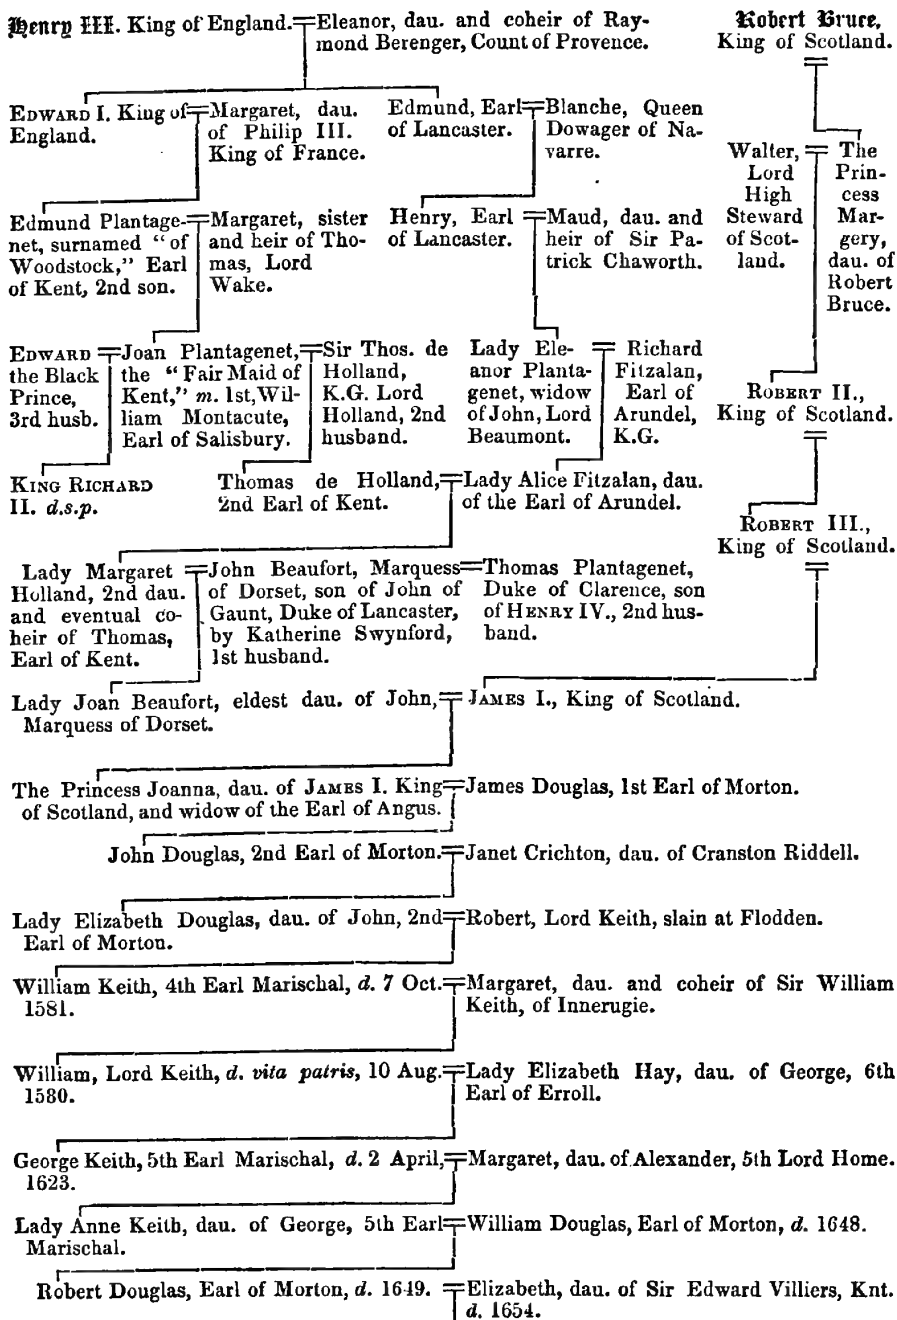 Henry III. King of England. Eleanor, dau. and coheir of Ray-
mond Berenger, Count of Provence.
Robert Bruce,
King of Scotland.
EDWARD I. King of
England.
Margaret, dau.
of Philip III.
King of France.
Edmund, Earl
of Lancaster.
Blanche, Queen
Dowager of Na-
varre.
Walter,
Lord
High
Steward
of Scot-
land.
The
Prin-
cess
Mar-
gery,
dau. of
Robert
Bruce.
Edmund Plantage-
net, surnamed "of
Woodstock," Earl
of Kent, 2nd son.
Margaret, sister
and heir of Tho-
mas, Lord
Wake.
Henry, Earl
of Lancaster.
Maud, dau. and
heir of Sir Pa-
trick Chaworth.
EDWARD
the Black
Prince,
3rd husb.
Joan Plantagenet,
the "Fair Maid of
Kent," m. 1st, Wil-
liam Montacute,
Earl of Salisbury.
Sir Thos. de
Holland,
K.G. Lord
Holland, 2nd
husband.
Lady Ele-
anor Planta-
genet, widow
of John, Lord
Beaumont.
Richard
Fitzalan,
Earl of
Arundel,
K.G.
ROBERT II.,
King of Scotland.
KING RICHARD
II. d.s.p.
Thomas de Holland,
2nd Earl of Kent.
Lady Alice Fitzalan, dau.
of the Earl of Arundel.
ROBERT III.,
King of Scotland.
Lady Margaret
Holland, 2nd dau.
and eventual co-
heir of Thomas,
Earl of Kent.
John Beaufort, Marquess
of Dorset, son of John of
Gaunt, Duke of Lancaster,
by Katherine Swynford,
1st husband.
Thomas Plantagenet,
Duke of Clarence, son
of HENRY IV., 2nd hus-
band.
Lady Joan Beaufort, eldest dau. of John,
Marquess of Dorset.
JAMES I., King of Scotland.
The Princess Joanna, dau. of JAMES I. King
of Scotland, and widow of the Earl of Angus.
James Douglas, 1st Earl of Morton.
John Douglas, 2nd Earl of Morton. Janet Crichton, dau. of Cranston Riddell.
Lady Elizabeth Douglas, dau. of John, 2nd
Earl of Morton.
Robert, Lord Keith, slain at Flodden.
William Keith, 4th Earl Marischal, d. 7 Oct.
1581.
Margaret, dau. and coheir of Sir William
Keith, of Innerugie.
William, Lord Keith, d. vita patris, 10 Aug.
1580.
Lady Elizabeth Hay, dau. of George, 6th
Earl of Erroll.
George Keith, 5th Earl Marischal, d. 2 April,
1623.
Margaret, dau. of Alexander, 5th Lord Home.
Lady Anne Keith, dau. of George, 5th Earl
Marischal.
William Douglas, Earl of Morton, d. 1648.
Robert Douglas, Earl of Morton, d. 1649.
Elizabeth, dau. of Sir Edward Villiers, Knt.
d. 1654.